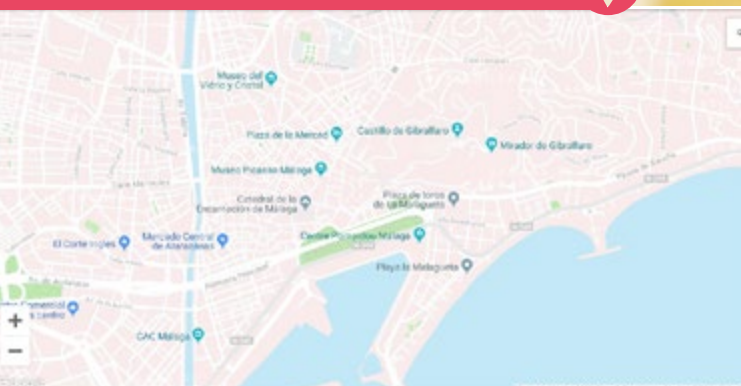 Museo del
Vidrio y Cristal
Plaza de la Merced
Castillo de Gibralfaro
Mirador de Gibralfaro
Museo Picasso Málaga
Catedral de la
Encarnación de Málaga
Plaza de toros
de La Malagueta
El Corte Inglés
Mercado Central
de Atarazanas
Centre Pompidou Málaga
Playa la Malagueta
Comercial
centro
+
CAC Málaga
−